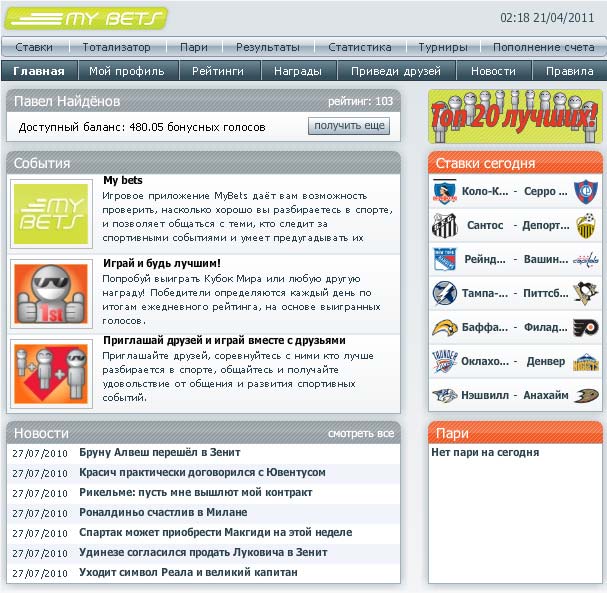 MY BETS
02:18 21/04/2011
Ставки Тотализатор Пари Результаты Статистика Турниры Пополнение счета
Главная Мой профиль Рейтинги Награды Приведи друзей Новости Правила
Павел Найдёнов рейтинг: 103
Доступный баланс: 480.05 бонусных голосов получить еще
Топ 20 лучших!
События
MY BETS
My bets
Игровое приложение MyBets даёт вам возможность
проверить, насколько хорошо вы разбираетесь в спорте,
и позволяет общаться с теми, кто следит за
спортивными событиями и умеет предугадывать их
1st
Играй и будь лучшим!
Попробуй выиграть Кубок Мира или любую другую
награду! Победители определяются каждый день по
итогам ежедневного рейтинга, на основе выигранных
голосов.
Приглашай друзей и играй вместе с друзьями
Приглашайте друзей, соревнуйтесь с ними кто лучше
разбирается в спорте, общайтесь и получайте
удовольствие от общения и развития спортивных
событий.
Ставки сегодня
Коло-К... - Серро ...
Сантос - Депорт...
Рейнд... - Вашин...
Тампа-... - Питтсб...
Баффа... - Филад...
Оклахо... - Денвер
Нэшвилл - Анахайм
Новости смотреть все
27/07/2010 Бруну Алвеш перешёл в Зенит
27/07/2010 Красич практически договорился с Ювентусом
27/07/2010 Рикельме: пусть мне вышлют мой контракт
27/07/2010 Роналдиньо счастлив в Милане
27/07/2010 Спартак может приобрести Макгиди на этой неделе
27/07/2010 Удинезе согласился продать Луковича в Зенит
27/07/2010 Уходит символ Реала и великий капитан
Пари
Нет пари на сегодня